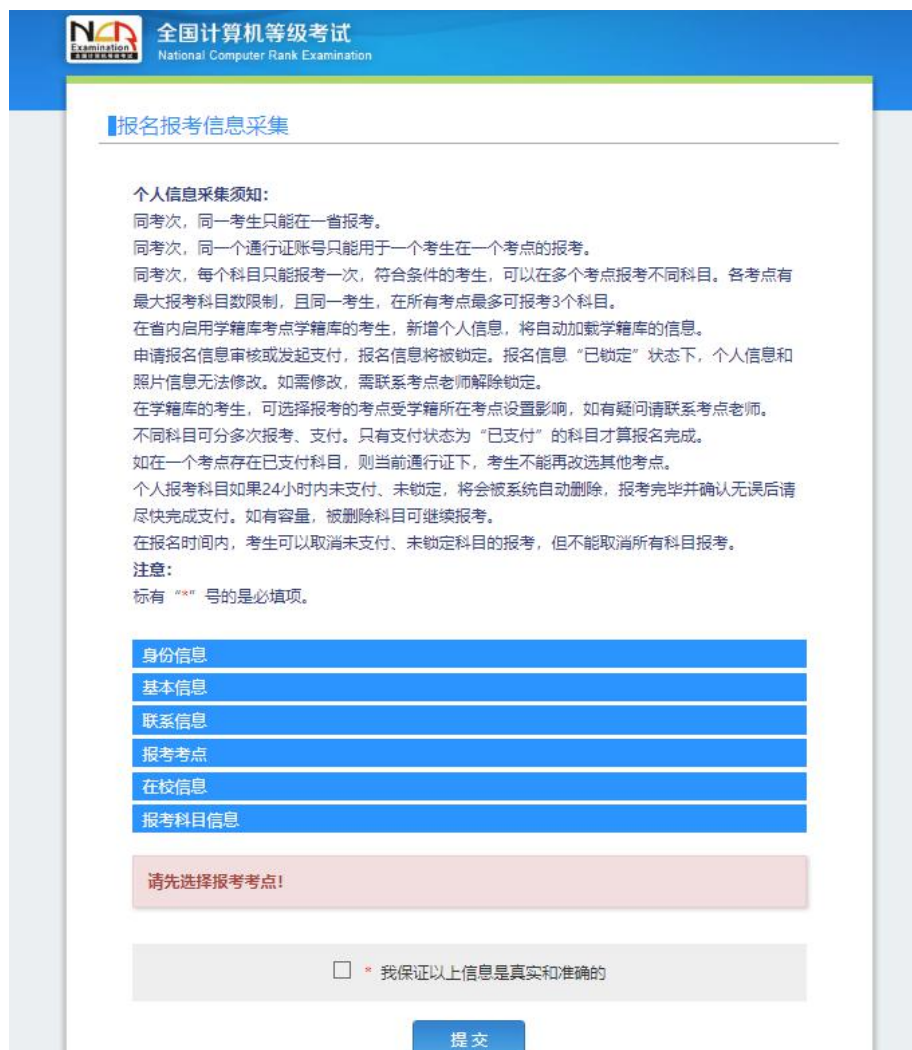 NCR
Examination
全国计算机等级考试
National Computer Rank Examination
报名报考信息采集
个人信息采集须知：
同考次，同一考生只能在一省报考。
同考次，同一个通行证账号只能用于一个考生在一个考点的报考。
同考次，每个科目只能报考一次，符合条件的考生，可以在多个考点报考不同科目。各考点有
最大报考科目数限制，且同一考生，在所有考点最多可报考3个科目。
在省内启用学籍库考点学籍库的考生，新增个人信息，将自动加载学籍库的信息。
申请报名信息审核或发起支付，报名信息将被锁定。报名信息“已锁定”状态下，个人信息和
照片信息无法修改。如需修改，需联系考点老师解除锁定。
在学籍库的考生，可选择报考的考点受学籍所在考点设置影响，如有疑问请联系考点老师。
不同科目可分多次报考、支付。只有支付状态为“已支付”的科目才算报名完成。
如在一个考点存在已支付科目，则当前通行证下，考生不能再改选其他考点。
个人报考科目如果24小时内未支付、未锁定，将会被系统自动删除，报考完毕并确认无误后请
尽快完成支付。如有容量，被删除科目可继续报考。
在报名时间内，考生可以取消未支付、未锁定科目的报考，但不能取消所有科目报考。
注意：
标有“*”号的是必填项。
身份信息
基本信息
联系信息
报考考点
在校信息
报考科目信息
请先选择报考考点!
* 我保证以上信息是真实和准确的
提交